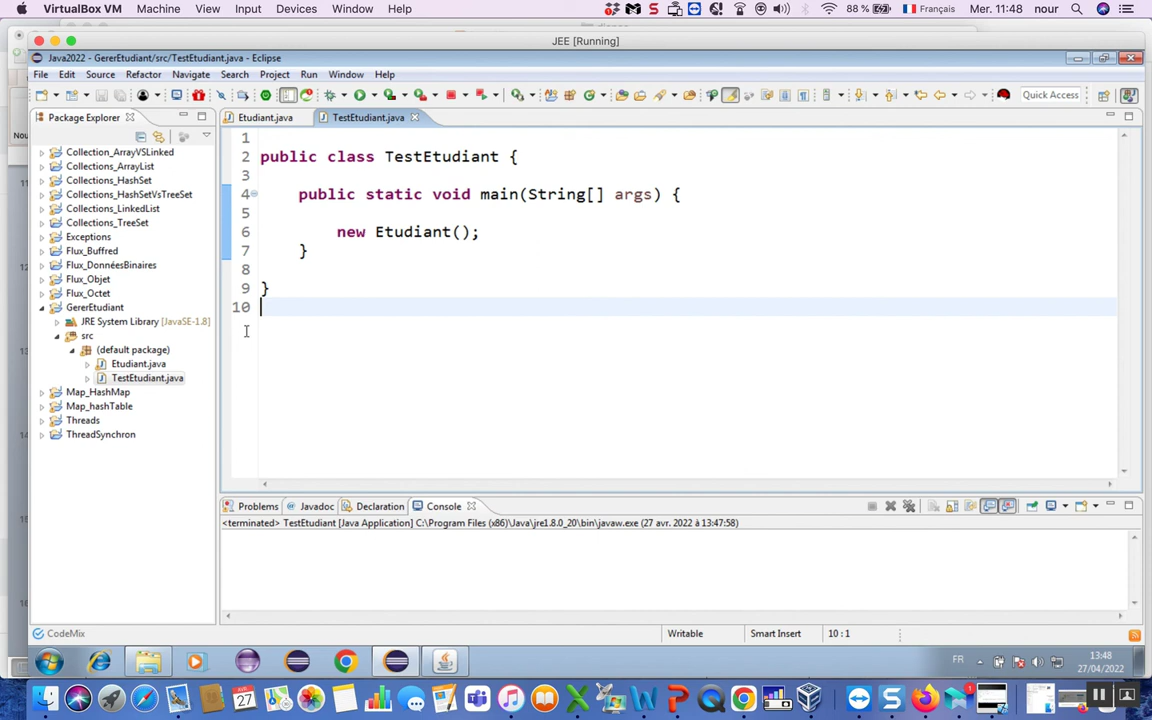 VirtualBox VM Machine View Input Devices Window Help 88 % Français Mer. 11:48 nour
JEE [Running]
Java2022 - GererEtudiant/src/TestEtudiant.java - Eclipse
File Edit Source Refactor Navigate Search Project Run Window Help
Quick Access
Package Explorer
Etudiant.java TestEtudiant.java
Collection_ArrayVSLinked
Collections_ArrayList
Collections_HashSet
Collections_HashSetVsTreeSet
Collections_LinkedList
Collections_TreeSet
Exceptions
Flux_Buffred
Flux_DonnéesBinaires
Flux_Objet
Flux_Octet
GererEtudiant
JRE System Library [JavaSE-1.8]
src
(default package)
Etudiant.java
TestEtudiant.java
Map_HashMap
Map_hashTable
Threads
ThreadSynchron
1
2 public class TestEtudiant {
3
4 public static void main(String[] args) {
5
6 new Etudiant();
7 }
8
9 }
10
Problems Javadoc Declaration Console
<terminated> TestEtudiant [Java Application] C:\Program Files (x86)\Java\jre1.8.0_20\bin\javaw.exe (27 avr. 2022 à 13:47:58)
CodeMix Writable Smart Insert 10 : 1
FR 13:48
27/04/2022